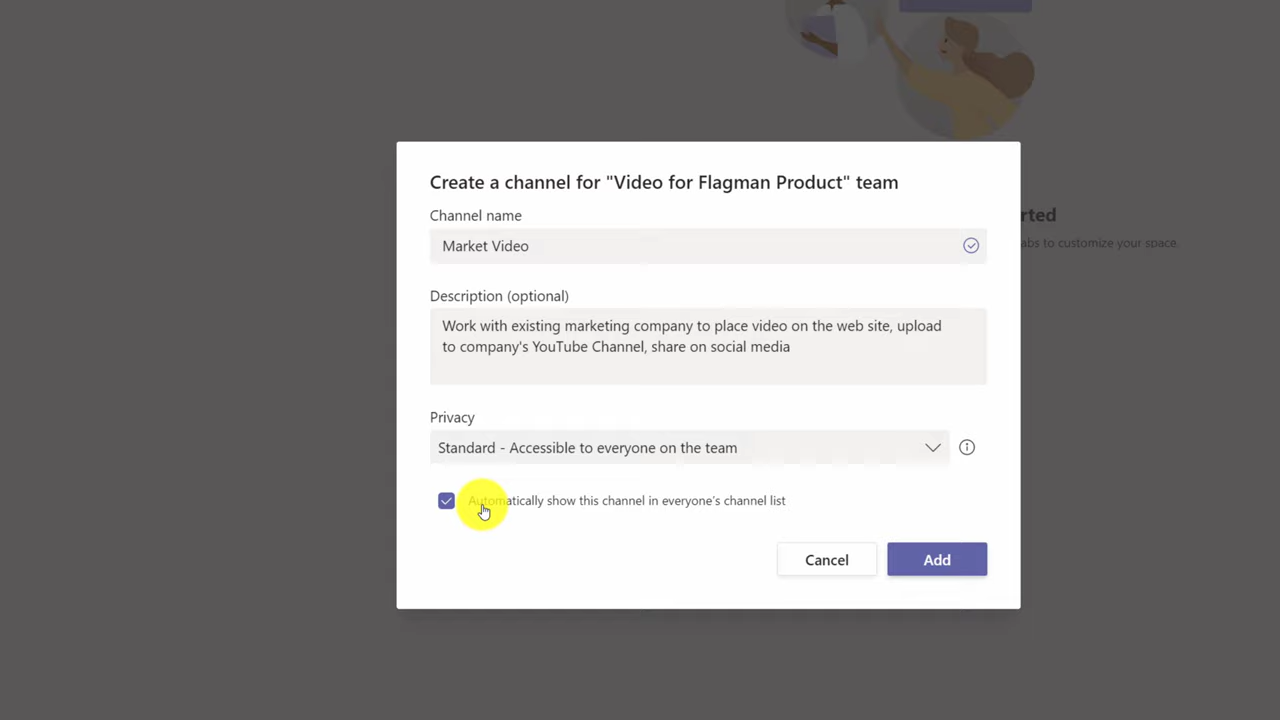 Create a channel for "Video for Flagman Product" team
Channel name
rted
Market Video
abs to customize your space.
Description (optional)
Work with existing marketing company to place video on the web site, upload
to company's YouTube Channel, share on social media
Privacy
Standard - Accessible to everyone on the team
Automatically show this channel in everyone's channel list
Cancel
Add